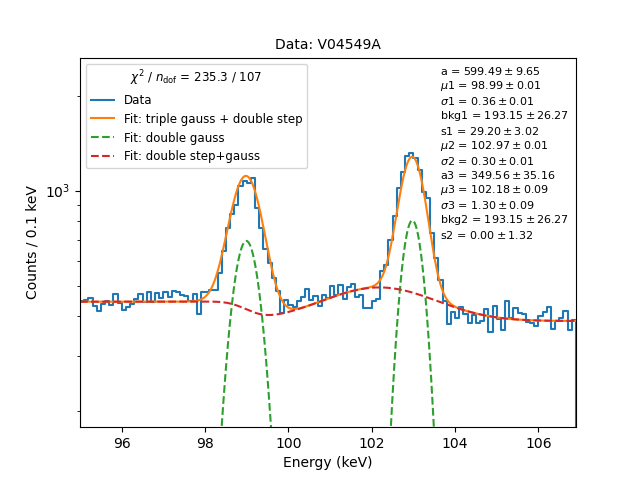 Data: V04549A
χ² / n_dof = 235.3 / 107
Data
Fit: triple gauss + double step
Fit: double gauss
Fit: double step+gauss
a = 599.49 ± 9.65
μ1 = 98.99 ± 0.01
σ1 = 0.36 ± 0.01
bkg1 = 193.15 ± 26.27
s1 = 29.20 ± 3.02
μ2 = 102.97 ± 0.01
σ2 = 0.30 ± 0.01
a3 = 349.56 ± 35.16
μ3 = 102.18 ± 0.09
σ3 = 1.30 ± 0.09
bkg2 = 193.15 ± 26.27
s2 = 0.00 ± 1.32
Counts / 0.1 keV
10³
96 98 100 102 104 106
Energy (keV)